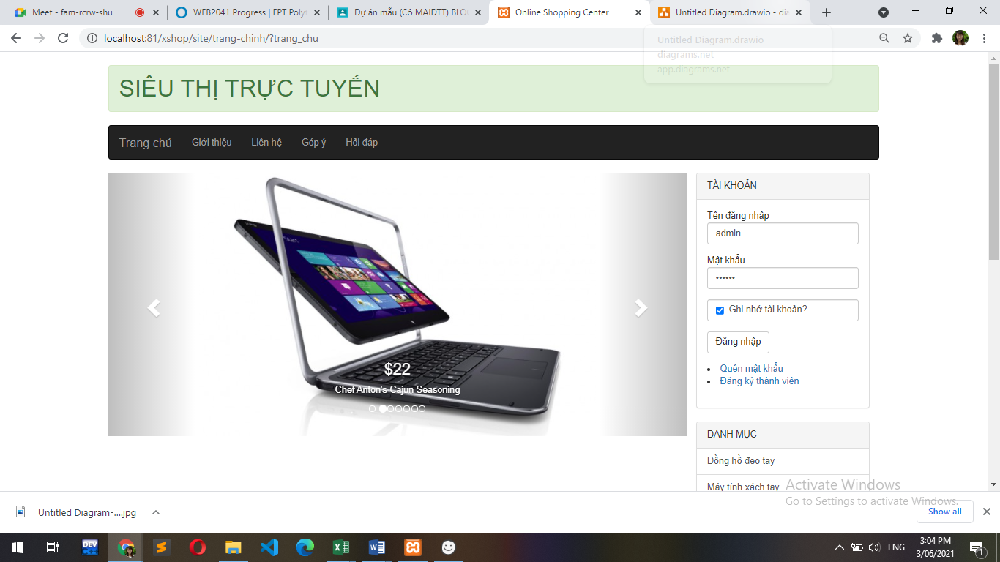 Meet - fam-rcrw-shu
WEB2041 Progress | FPT Polyt
Dự án mẫu (Cô MAIDTT) BLO
Online Shopping Center
Untitled Diagram.drawio - dia
localhost:81/xshop/site/trang-chinh/?trang_chu
Untitled Diagram.drawio -
diagrams.net
app.diagrams.net
SIÊU THỊ TRỰC TUYẾN
Trang chủ Giới thiệu Liên hệ Góp ý Hỏi đáp
$22
Chef Anton's Cajun Seasoning
TÀI KHOẢN
Tên đăng nhập
admin
Mật khẩu
••••••
Ghi nhớ tài khoản?
Đăng nhập
Quên mật khẩu
Đăng ký thành viên
DANH MỤC
Đồng hồ đeo tay
Máy tính xách tay
Activate Windows
Go to Settings to activate Windows.
Untitled Diagram-....jpg
Show all
DEV
ENG
3:04 PM
3/06/2021
1